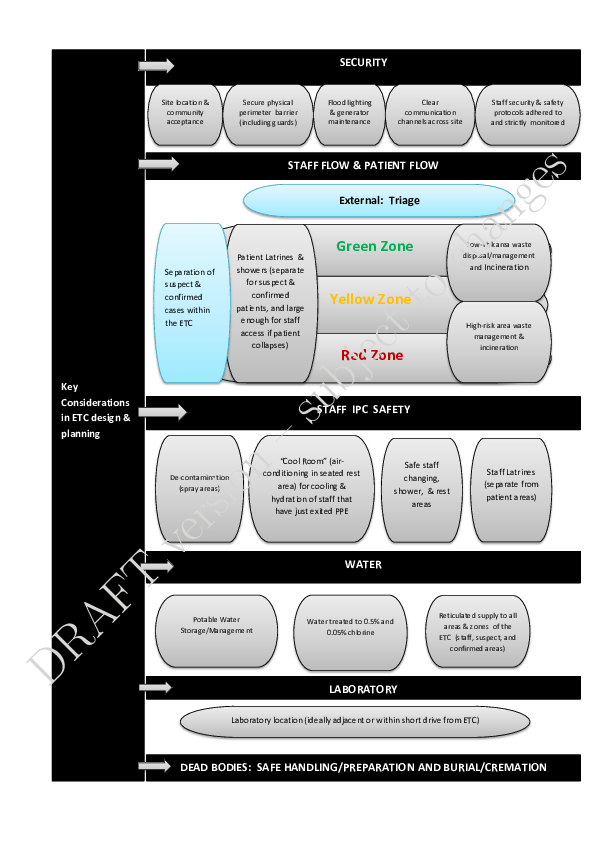 SECURITY
Site location &
community
acceptance
Secure physical
perimeter barrier
(including guards)
Flood lighting
& generator
maintenance
Clear
communication
channels across site
Staff security & safety
protocols adhered to
and strictly monitored
STAFF FLOW & PATIENT FLOW
External: Triage
Separation of
suspect &
confirmed
cases within
the ETC
Patient Latrines &
showers (separate
for suspect &
confirmed
patients, and large
enough for staff
access if patient
collapses)
Green Zone
Yellow Zone
Red Zone
Low-risk area waste
disposal/management
and Incineration
High-risk area waste
management &
incineration
Key
Considerations
in ETC design &
planning
STAFF IPC SAFETY
De-contamination
(spray areas)
“Cool Room” (air-
conditioning in seated rest
area) for cooling &
hydration of staff that
have just exited PPE
Safe staff
changing,
shower, & rest
areas
Staff Latrines
(separate from
patient areas)
WATER
Potable Water
Storage/Management
Water treated to 0.5% and
0.05% chlorine
Reticulated supply to all
areas & zones of the
ETC (staff, suspect, and
confirmed areas)
LABORATORY
Laboratory location (ideally adjacent or within short drive from ETC)
DEAD BODIES: SAFE HANDLING/PREPARATION AND BURIAL/CREMATION
DRAFT version – subject to changes